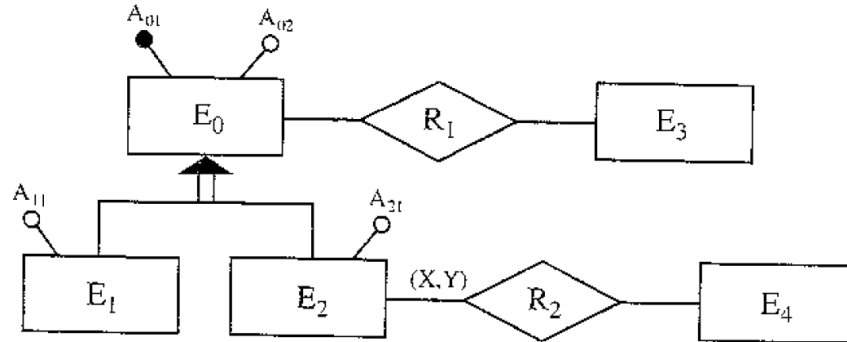 A₀₁ A₀₂
E₀ R₁ E₃
A₁₁ A₂₁
E₁ E₂ (X,Y) R₂ E₄